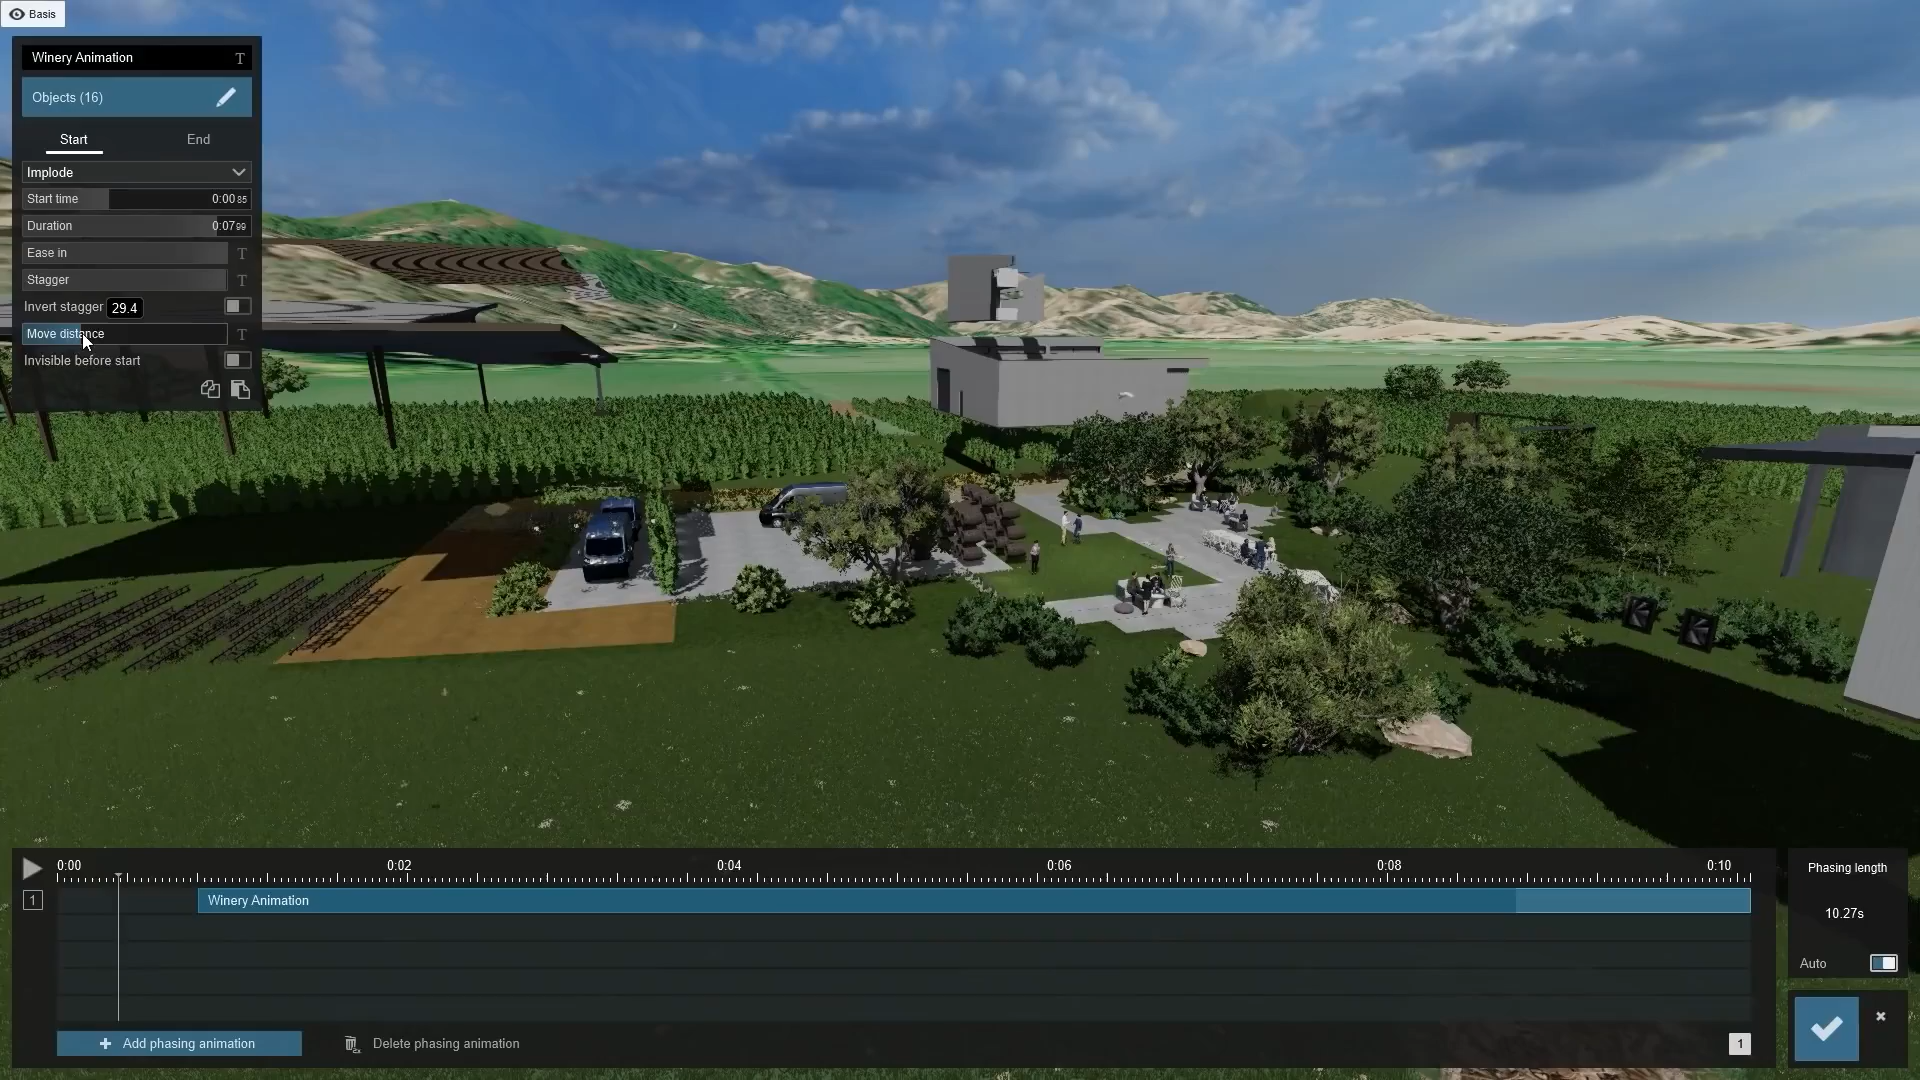 Basis
Winery Animation T
Objects (16)
Start End
Implode
Start time 0:00 85
Duration 0:07 99
Ease in T
Stagger T
Invert stagger 29.4
Move distance T
Invisible before start
0:00 0:02 0:04 0:06 0:08 0:10
1 Winery Animation
Phasing length
10.27s
Auto
+ Add phasing animation
Delete phasing animation
1